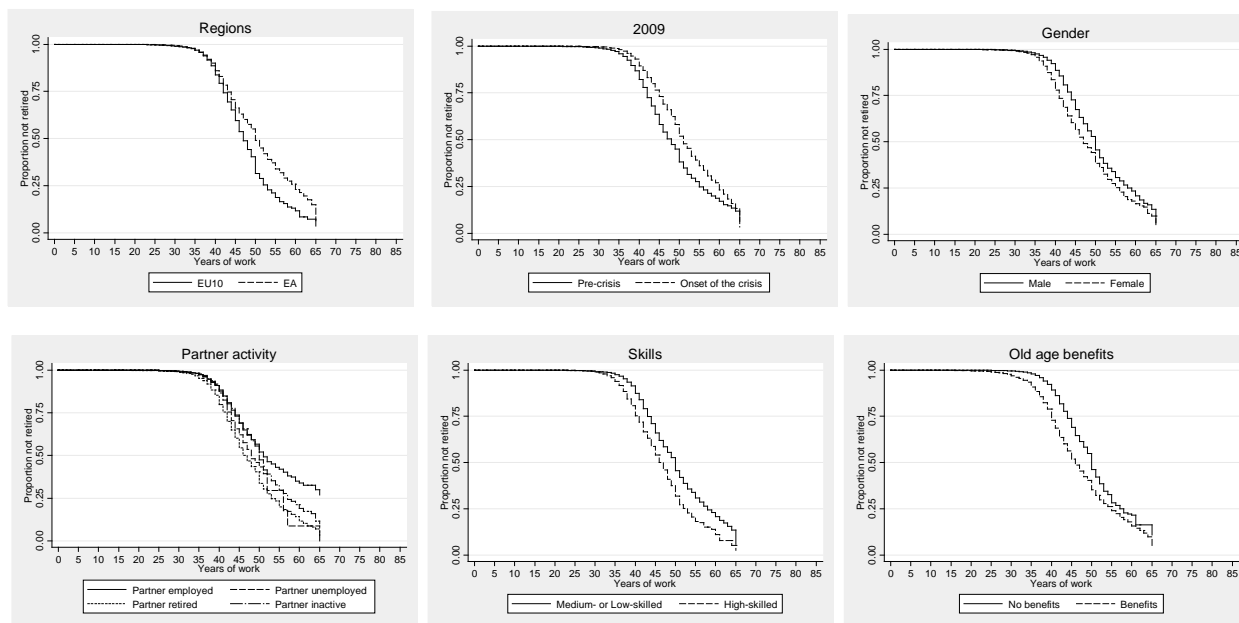 Regions
Proportion not retired
1.00
0.75
0.50
0.25
0.00
0 5 10 15 20 25 30 35 40 45 50 55 60 65 70 75 80 85
Years of work
EU10 EA
2009
Proportion not retired
1.00
0.75
0.50
0.25
0.00
0 5 10 15 20 25 30 35 40 45 50 55 60 65 70 75 80 85
Years of work
Pre-crisis Onset of the crisis
Gender
Proportion not retired
1.00
0.75
0.50
0.25
0.00
0 5 10 15 20 25 30 35 40 45 50 55 60 65 70 75 80 85
Years of work
Male Female
Partner activity
Proportion not retired
1.00
0.75
0.50
0.25
0.00
0 5 10 15 20 25 30 35 40 45 50 55 60 65 70 75 80 85
Years of work
Partner employed Partner unemployed
Partner retired Partner inactive
Skills
Proportion not retired
1.00
0.75
0.50
0.25
0.00
0 5 10 15 20 25 30 35 40 45 50 55 60 65 70 75 80 85
Years of work
Medium- or Low-skilled High-skilled
Old age benefits
Proportion not retired
1.00
0.75
0.50
0.25
0.00
0 5 10 15 20 25 30 35 40 45 50 55 60 65 70 75 80 85
Years of work
No benefits Benefits